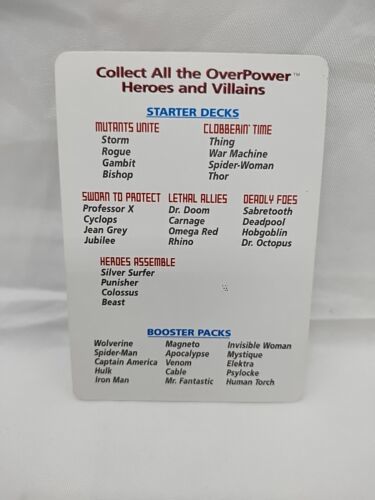 Collect All the OverPower™
Heroes and Villains
STARTER DECKS
MUTANTS UNITE
Storm
Rogue
Gambit
Bishop
CLOBBERIN' TIME
Thing
War Machine
Spider-Woman
Thor
SWORN TO PROTECT
Professor X
Cyclops
Jean Grey
Jubilee
LETHAL ALLIES
Dr. Doom
Carnage
Omega Red
Rhino
DEADLY FOES
Sabretooth
Deadpool
Hobgoblin
Dr. Octopus
HEROES ASSEMBLE
Silver Surfer
Punisher
Colossus
Beast
BOOSTER PACKS
Wolverine
Spider-Man
Captain America
Hulk
Iron Man
Magneto
Apocalypse
Venom
Cable
Mr. Fantastic
Invisible Woman
Mystique
Elektra
Psylocke
Human Torch